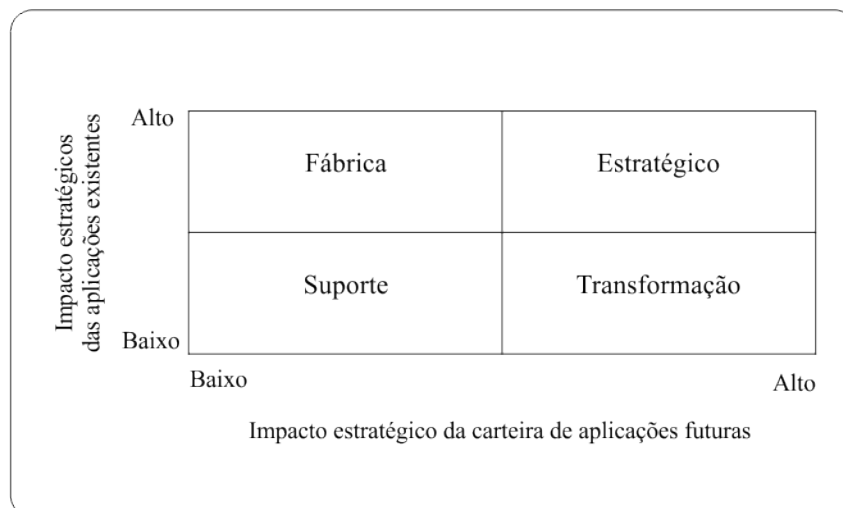 Impacto estratégicos
das aplicações existentes
Alto
Fábrica
Estratégico
Suporte
Transformação
Baixo
Baixo
Alto
Impacto estratégico da carteira de aplicações futuras